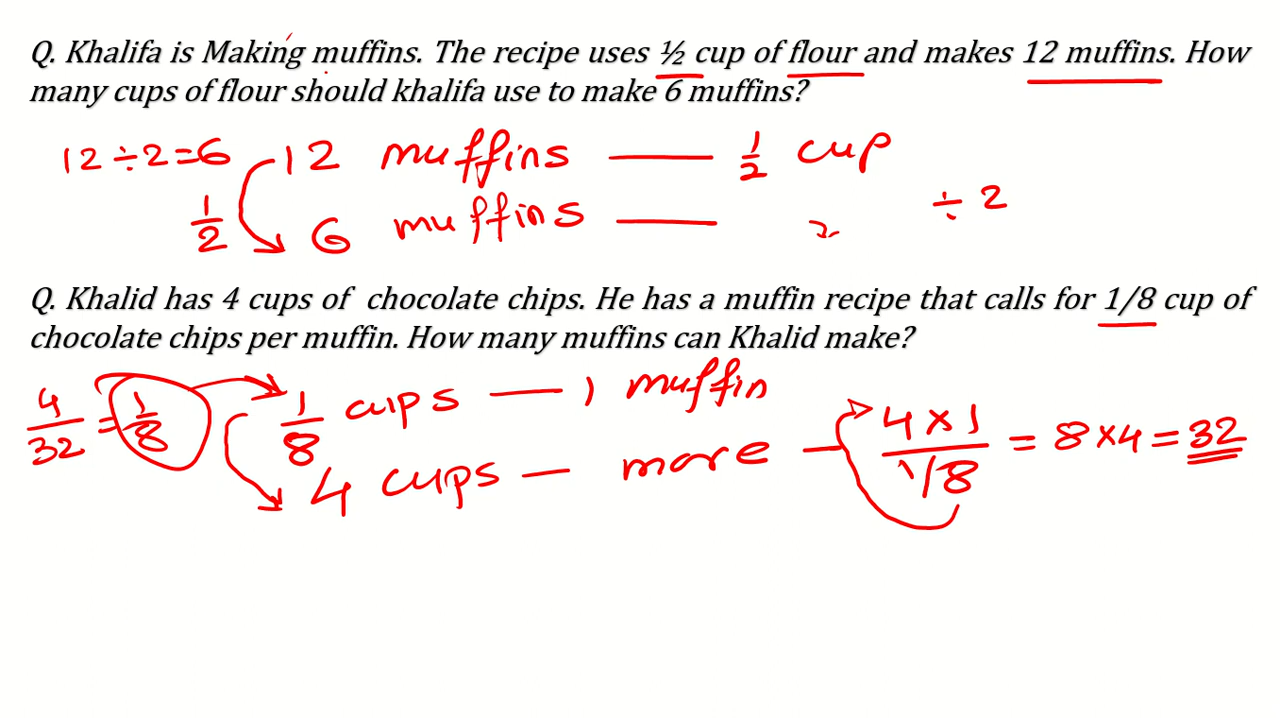 Q. Khalifa is Making muffins. The recipe uses ½ cup of flour and makes 12 muffins. How
many cups of flour should khalifa use to make 6 muffins?
12 ÷ 2 = 6 12 muffins — 1/2 cup
1/2 6 muffins — ÷ 2
Q. Khalid has 4 cups of chocolate chips. He has a muffin recipe that calls for 1/8 cup of
chocolate chips per muffin. How many muffins can Khalid make?
4/32 = 1/8 1/8 cups — 1 muffin
4 cups — more — 4 × 1 / 1/8 = 8 × 4 = 32